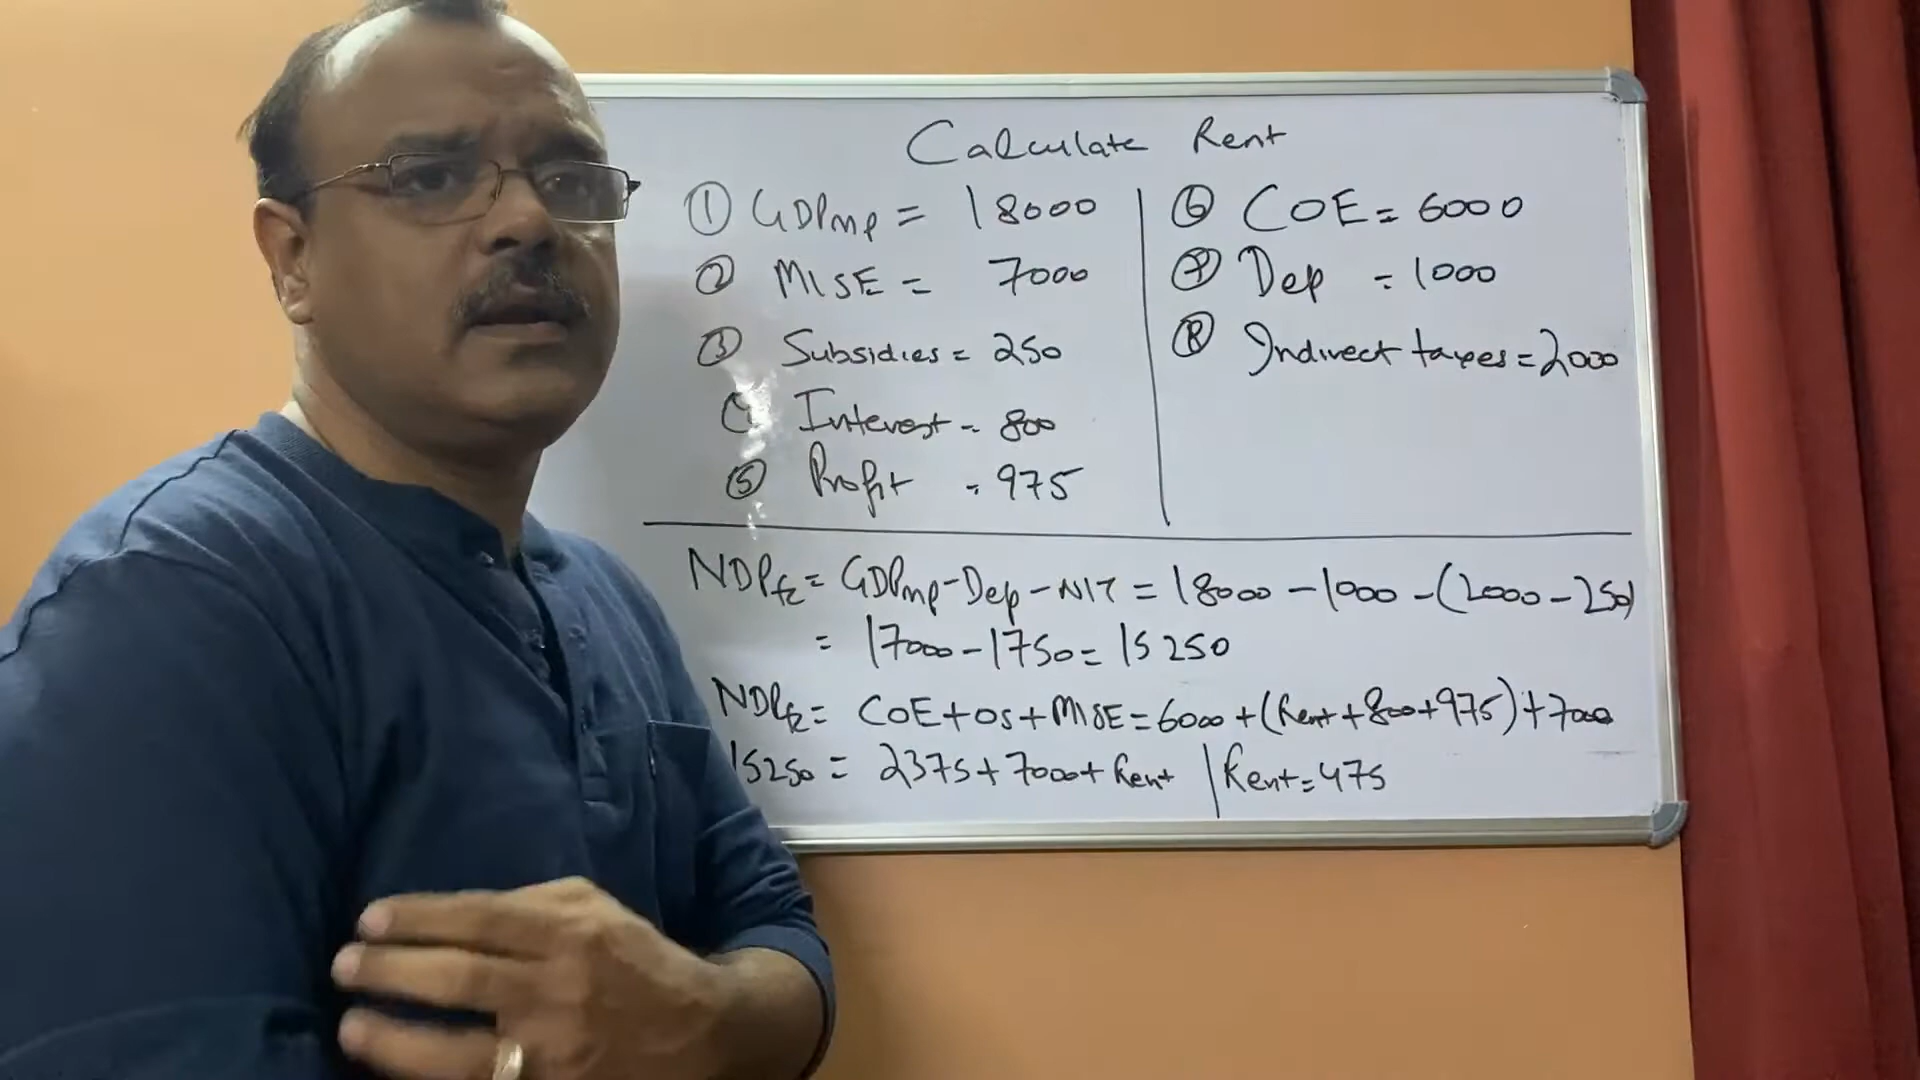 Calculate Rent
① GDPmp = 18000
② MISE = 7000
③ Subsidies = 250
④ Interest = 800
⑤ Profit = 975
⑥ COE = 6000
⑦ Dep = 1000
⑧ Indirect taxes = 2000
NDPfc = GDPmp - Dep - NIT = 18000 - 1000 - (2000 - 250)
= 17000 - 1750 = 15250
NDPfc = COE + OS + MISE = 6000 + (Rent + 800 + 975) + 7000
15250 = 2375 + 7000 + Rent | Rent = 475